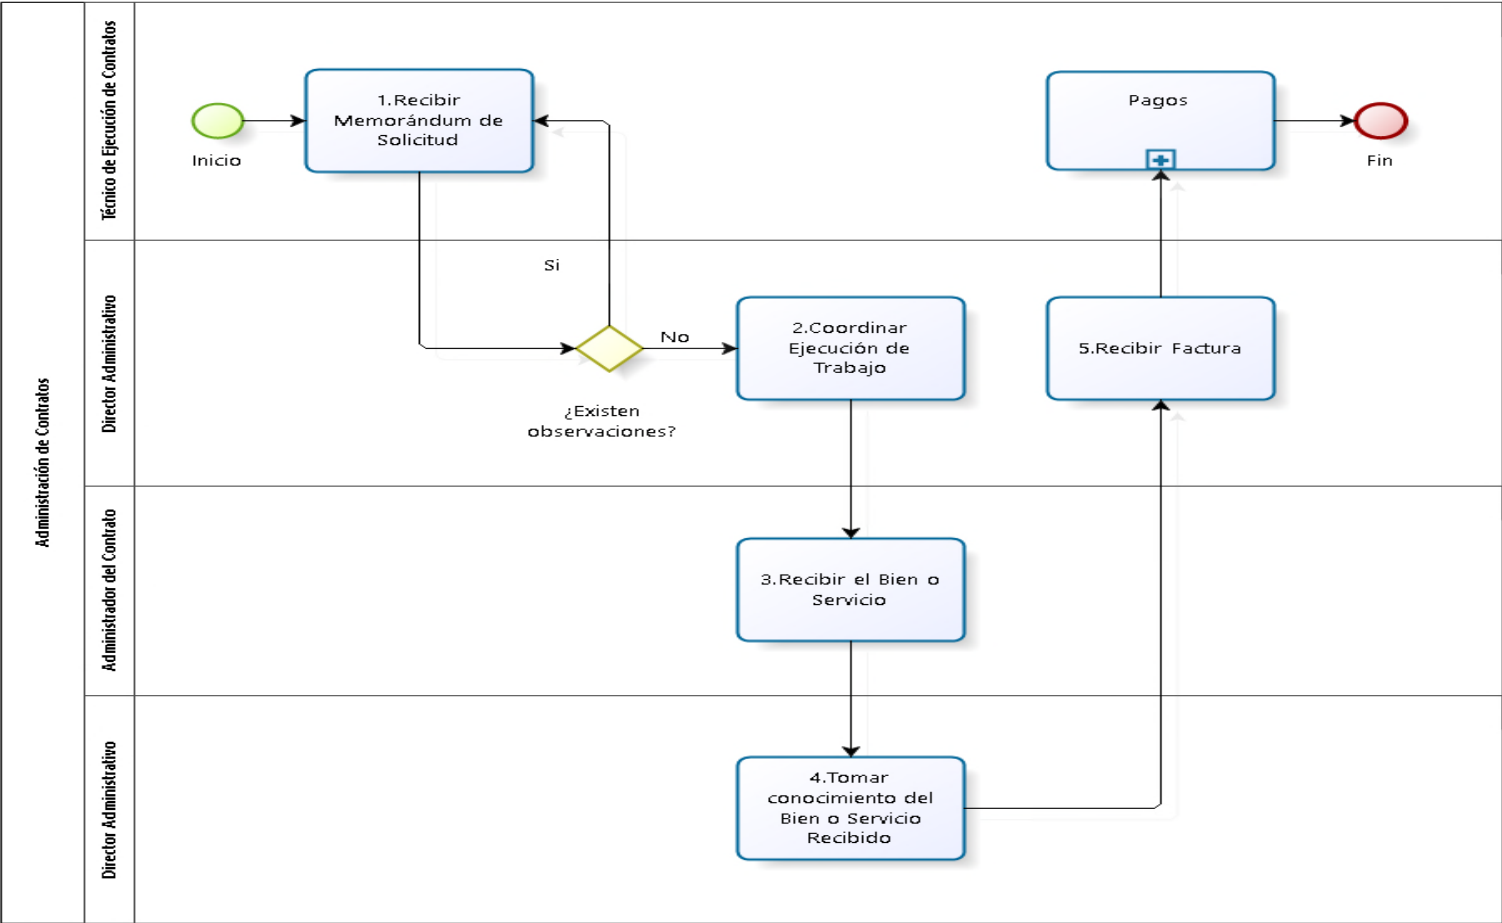 Administración de Contratos
Técnico de Ejecución de Contratos
Inicio
1.Recibir
Memorándum de
Solicitud
Pagos
Fin
Director Administrativo
Si
No
¿Existen
observaciones?
2.Coordinar
Ejecución de
Trabajo
5.Recibir Factura
Administrador del Contrato
3.Recibir el Bien o
Servicio
Director Administrativo
4.Tomar
conocimiento del
Bien o Servicio
Recibido